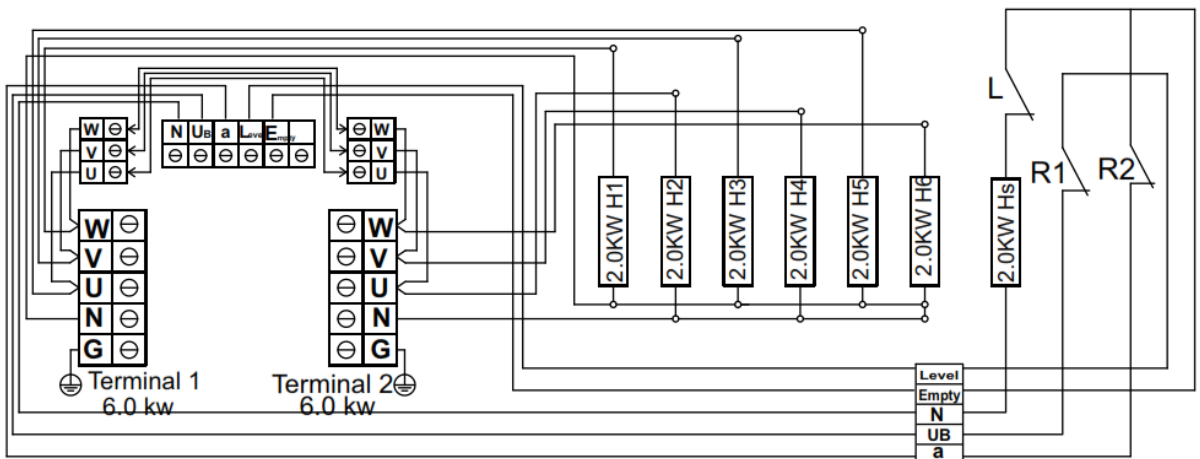 L
W
V
U
N UB a Level Empty
W
V
U
R1
R2
2.0KW H1
2.0KW H2
2.0KW H3
2.0KW H4
2.0KW H5
2.0KW H6
2.0KW Hs
W
V
U
N
G
W
V
U
N
G
Terminal 1
6.0 kw
Terminal 2
6.0 kw
Level
Empty
N
UB
a